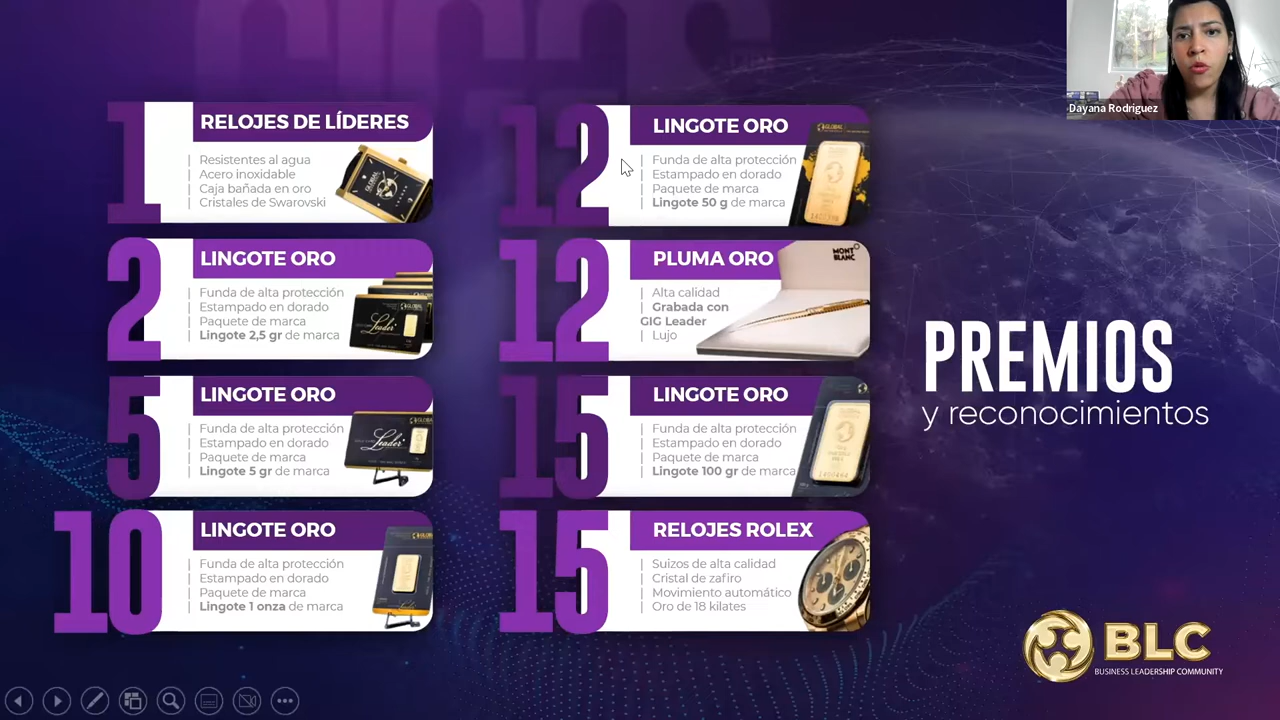 Dayana Rodriguez
1
RELOJES DE LÍDERES
Resistentes al agua
Acero inoxidable
Caja bañada en oro
Cristales de Swarovski
2
LINGOTE ORO
Funda de alta protección
Estampado en dorado
Paquete de marca
Lingote 2,5 gr de marca
5
LINGOTE ORO
Funda de alta protección
Estampado en dorado
Paquete de marca
Lingote 5 gr de marca
Leader
10
LINGOTE ORO
Funda de alta protección
Estampado en dorado
Paquete de marca
Lingote 1 onza de marca
12
LINGOTE ORO
Funda de alta protección
Estampado en dorado
Paquete de marca
Lingote 50 g de marca
12
PLUMA ORO
Alta calidad
Grabada con
GIG Leader
Lujo
MONT
BLANC
15
LINGOTE ORO
Funda de alta protección
Estampado en dorado
Paquete de marca
Lingote 100 gr de marca
15
RELOJES ROLEX
Suizos de alta calidad
Cristal de zafiro
Movimiento automático
Oro de 18 kilates
PREMIOS
y reconocimientos
BLC
BUSINESS LEADERSHIP COMMUNITY